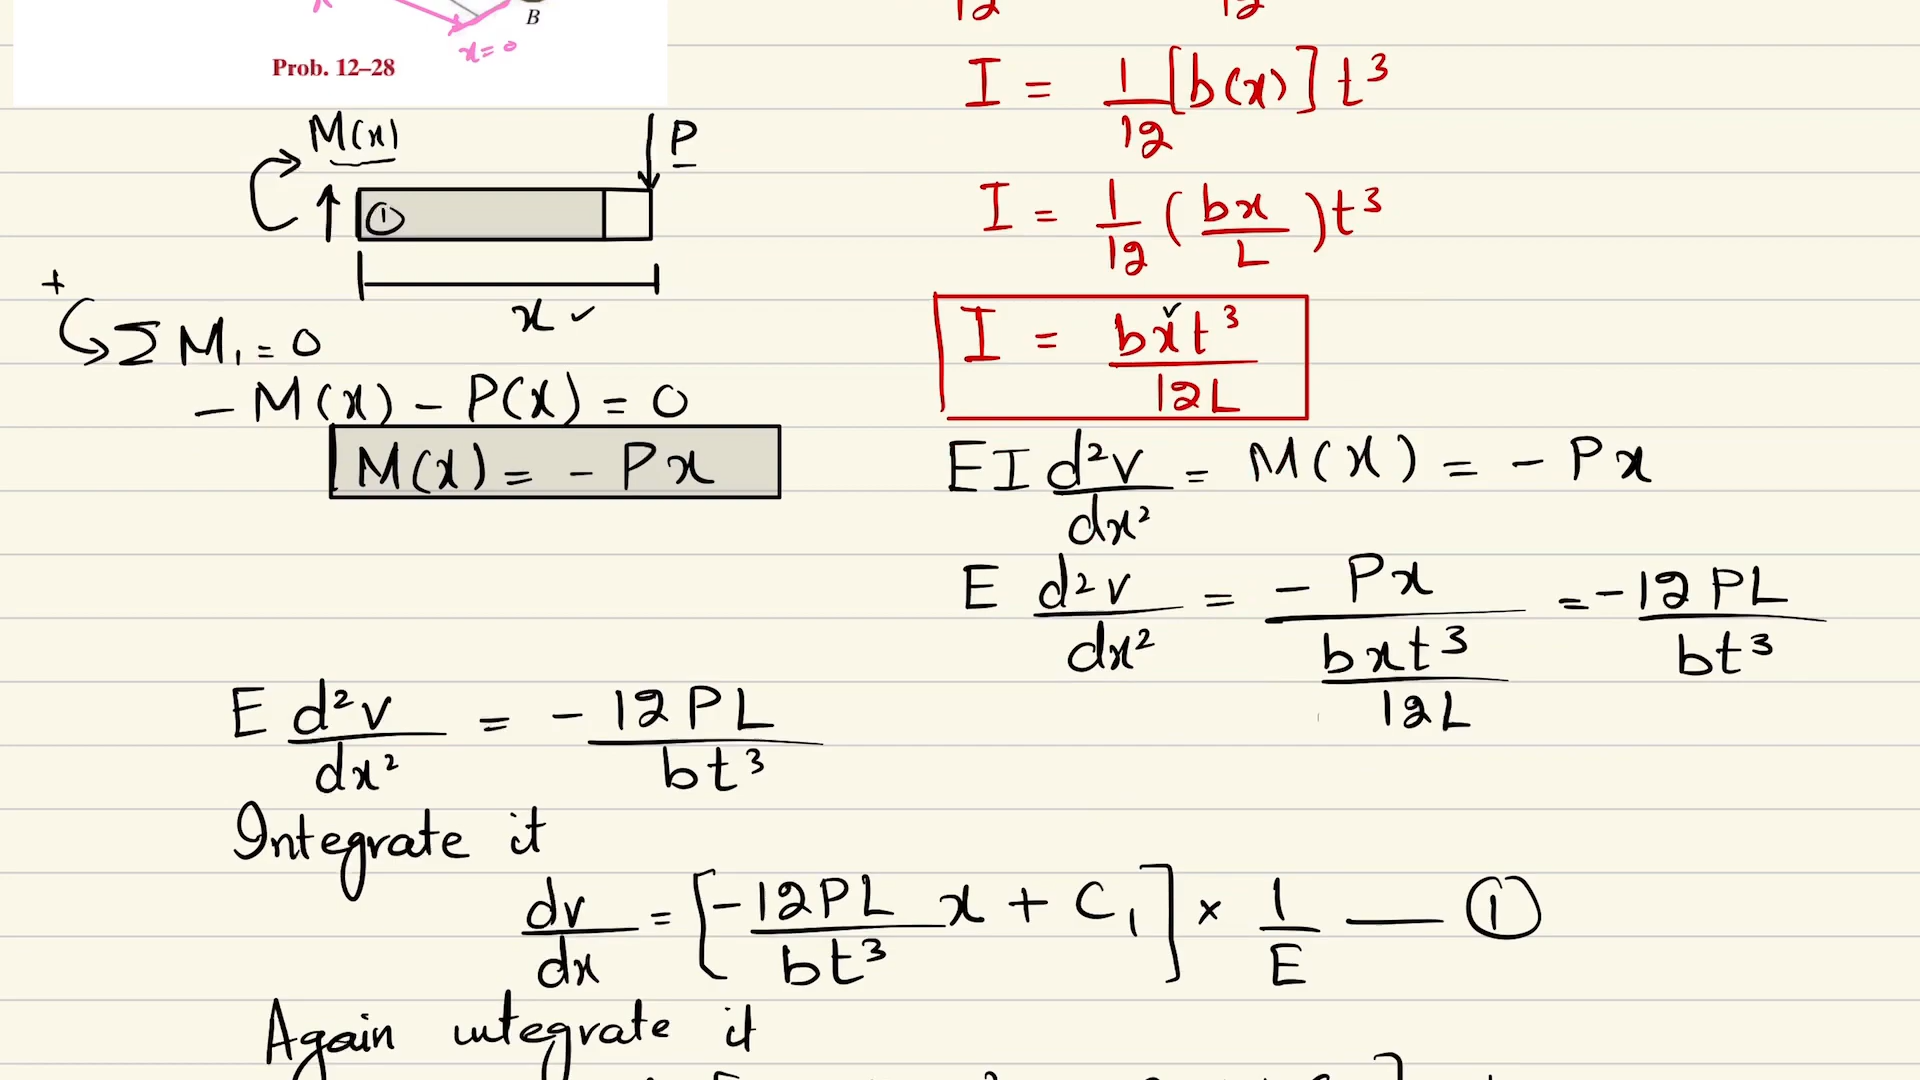 B
x=0
Prob. 12–28
M(x)
P
①
x ✓
+
ΣM₁ = 0
− M(x) − P(x) = 0
M(x) = − Px
12 12
I = 1/12 [b(x)] t³
I = 1/12 (bx/L) t³
I = bxt³/12L
EI d²v/dx² = M(x) = − Px
E d²v/dx² = − Px/(bxt³/12L) = − 12PL/bt³
E d²v/dx² = − 12PL/bt³
Integrate it
dv/dx = [−12PL/bt³ x + C₁] × 1/E — ①
Again integrate it